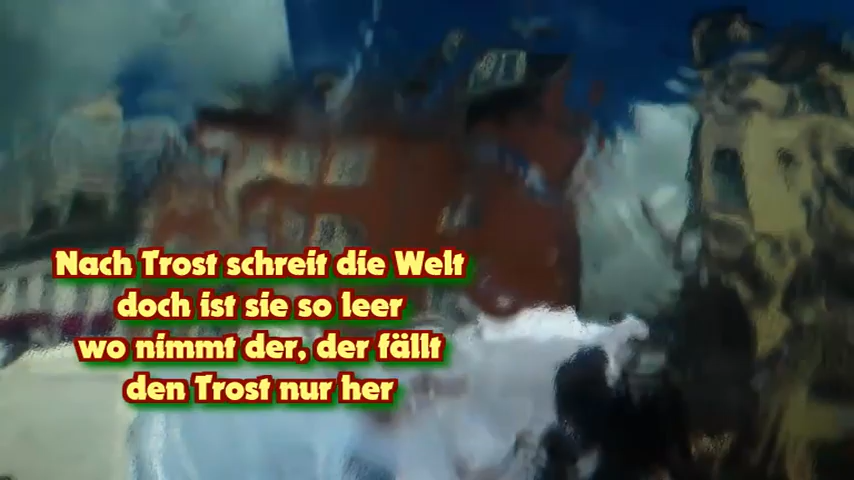 Nach Trost schreit die Welt
doch ist sie so leer
wo nimmt der, der fällt
den Trost nur her